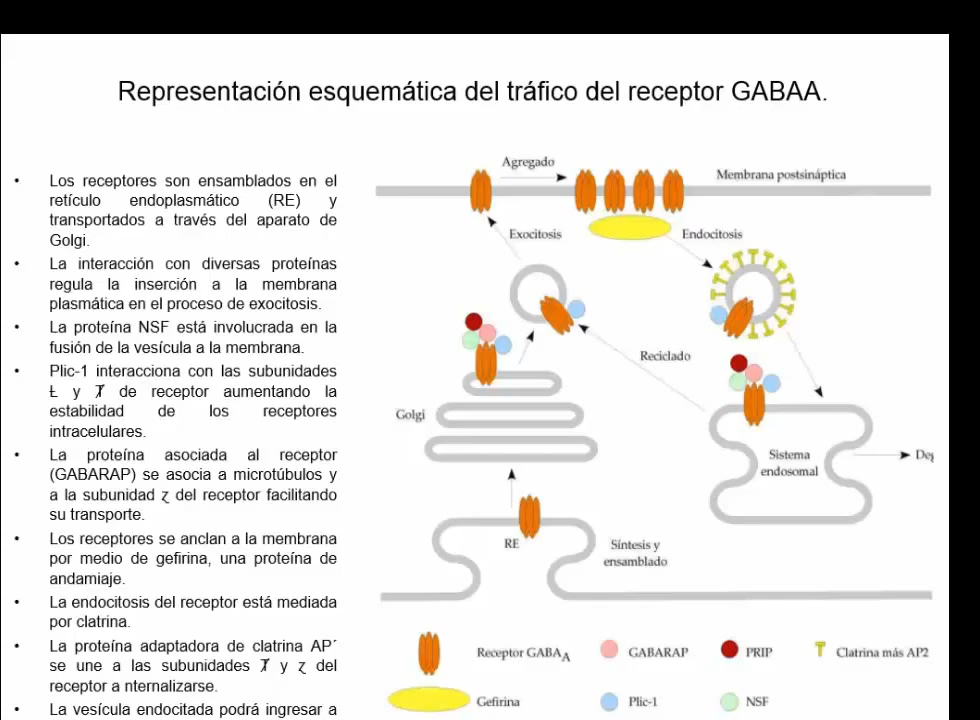 Representación esquemática del tráfico del receptor GABAA.
• Los receptores son ensamblados en el
retículo endoplasmático (RE) y
transportados a través del aparato de
Golgi.
• La interacción con diversas proteínas
regula la inserción a la membrana
plasmática en el proceso de exocitosis.
• La proteína NSF está involucrada en la
fusión de la vesícula a la membrana.
• Plic-1 interacciona con las subunidades
Ł y Ⱦ de receptor aumentando la
estabilidad de los receptores
intracelulares.
• La proteína asociada al receptor
(GABARAP) se asocia a microtúbulos y
a la subunidad ɀ del receptor facilitando
su transporte.
• Los receptores se anclan a la membrana
por medio de gefirina, una proteína de
andamiaje.
• La endocitosis del receptor está mediada
por clatrina.
• La proteína adaptadora de clatrina AP´
se une a las subunidades Ⱦ y ɀ del
receptor a nternalizarse.
• La vesícula endocitada podrá ingresar a
Agregado
Membrana postsináptica
Exocitosis
Endocitosis
Reciclado
Golgi
Sistema
endosomal
Deg
RE
Síntesis y
ensamblado
Receptor GABAA
GABARAP
PRIP
Clatrina más AP2
Gefirina
Plic-1
NSF